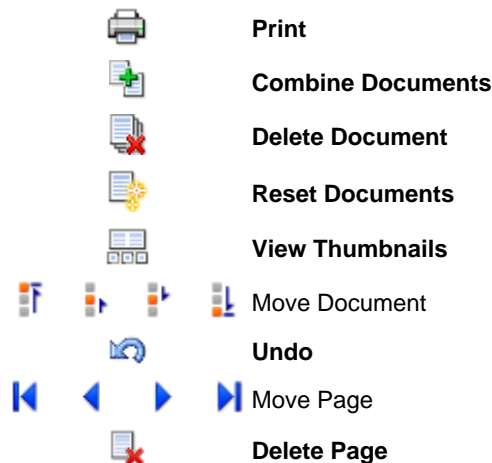 Print
Combine Documents
Delete Document
Reset Documents
View Thumbnails
Move Document
Undo
Move Page
Delete Page